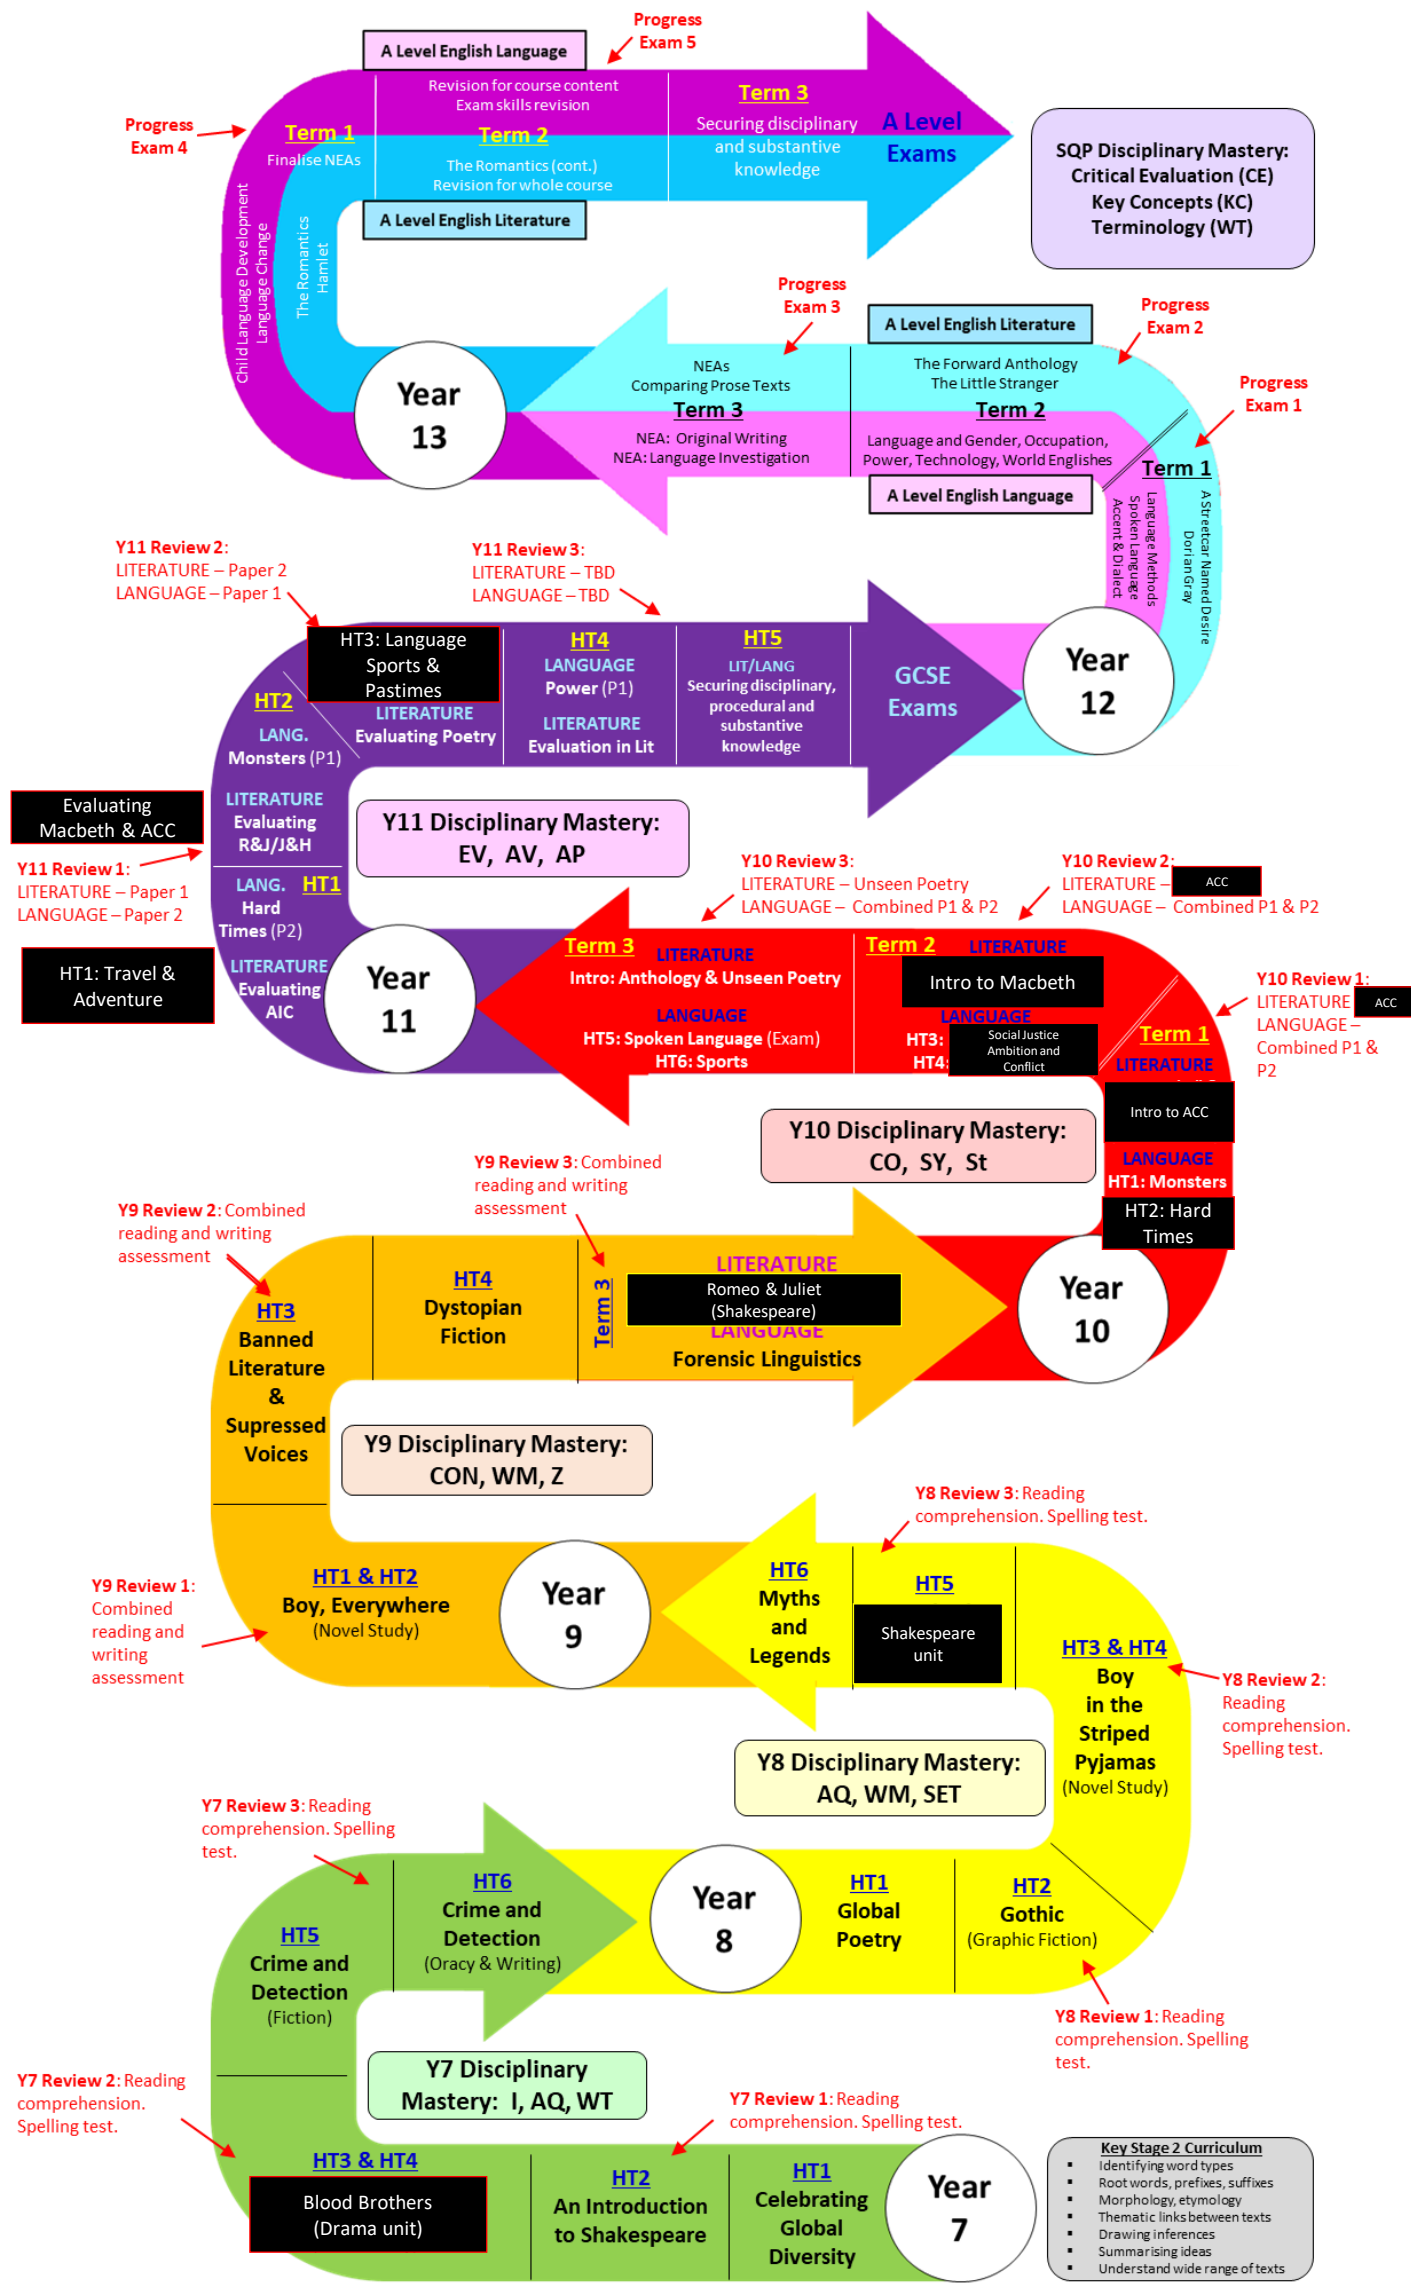 Progress
Exam 5
A Level English Language
Revision for course content
Exam skills revision
Term 3
Progress
Exam 4
Term 1
Finalise NEAs
Term 2
Securing disciplinary
and substantive
knowledge
A Level
Exams
The Romantics (cont.)
Revision for whole course
A Level English Literature
SQP Disciplinary Mastery:
Critical Evaluation (CE)
Key Concepts (KC)
Terminology (WT)
Child Language Development
Language Change
The Romantics
Hamlet
Progress
Exam 3
A Level English Literature
Progress
Exam 2
Progress
Exam 1
NEAs
Comparing Prose Texts
Term 3
NEA: Original Writing
NEA: Language Investigation
The Forward Anthology
The Little Stranger
Term 2
Language and Gender, Occupation,
Power, Technology, World Englishes
A Level English Language
Term 1
A Streetcar Named Desire
Dorian Gray
Language Methods
Spoken Language
Accent & Dialect
Year
13
Y11 Review 2:
LITERATURE – Paper 2
LANGUAGE – Paper 1
Y11 Review 3:
LITERATURE – TBD
LANGUAGE – TBD
HT3: Language
Sports &
Pastimes
LITERATURE
Evaluating Poetry
HT4
LANGUAGE
Power (P1)
LITERATURE
Evaluation in Lit
HT5
LIT/LANG
Securing disciplinary,
procedural and
substantive
knowledge
GCSE
Exams
Year
12
HT2
LANG.
Monsters (P1)
LITERATURE
Evaluating
R&J/J&H
Evaluating
Macbeth & ACC
Y11 Review 1:
LITERATURE – Paper 1
LANGUAGE – Paper 2
Y11 Disciplinary Mastery:
EV, AV, AP
LANG. HT1
Hard
Times (P2)
LITERATURE
Evaluating
AIC
HT1: Travel &
Adventure
Year
11
Y10 Review 3:
LITERATURE – Unseen Poetry
LANGUAGE – Combined P1 & P2
Y10 Review 2:
LITERATURE – ACC
LANGUAGE – Combined P1 & P2
Y10 Review 1:
LITERATURE ACC
LANGUAGE –
Combined P1 &
P2
Term 3
LITERATURE
Intro: Anthology & Unseen Poetry
LANGUAGE
HT5: Spoken Language (Exam)
HT6: Sports
Term 2
LITERATURE
Intro to Macbeth
LANGUAGE
HT3:
HT4:
Social Justice
Ambition and
Conflict
Term 1
LITERATURE
Intro to ACC
LANGUAGE
HT1: Monsters
HT2: Hard
Times
Y10 Disciplinary Mastery:
CO, SY, St
Year
10
Y9 Review 3: Combined
reading and writing
assessment
Y9 Review 2: Combined
reading and writing
assessment
HT3
Banned
Literature
&
Supressed
Voices
HT4
Dystopian
Fiction
Term 3
LITERATURE
Romeo & Juliet
(Shakespeare)
LANGUAGE
Forensic Linguistics
Y9 Disciplinary Mastery:
CON, WM, Z
Y9 Review 1:
Combined
reading and
writing
assessment
HT1 & HT2
Boy, Everywhere
(Novel Study)
Year
9
Y8 Review 3: Reading
comprehension. Spelling test.
HT6
Myths
and
Legends
HT5
Shakespeare
unit
HT3 & HT4
Boy
in the
Striped
Pyjamas
(Novel Study)
Y8 Review 2:
Reading
comprehension.
Spelling test.
Y8 Disciplinary Mastery:
AQ, WM, SET
Y7 Review 3: Reading
comprehension. Spelling
test.
HT5
Crime and
Detection
(Fiction)
HT6
Crime and
Detection
(Oracy & Writing)
Year
8
HT1
Global
Poetry
HT2
Gothic
(Graphic Fiction)
Y8 Review 1: Reading
comprehension. Spelling
test.
Y7 Disciplinary
Mastery: I, AQ, WT
Y7 Review 2: Reading
comprehension.
Spelling test.
Y7 Review 1: Reading
comprehension. Spelling test.
HT3 & HT4
Blood Brothers
(Drama unit)
HT2
An Introduction
to Shakespeare
HT1
Celebrating
Global
Diversity
Year
7
Key Stage 2 Curriculum
▪ Identifying word types
▪ Root words, prefixes, suffixes
▪ Morphology, etymology
▪ Thematic links between texts
▪ Drawing inferences
▪ Summarising ideas
▪ Understand wide range of texts